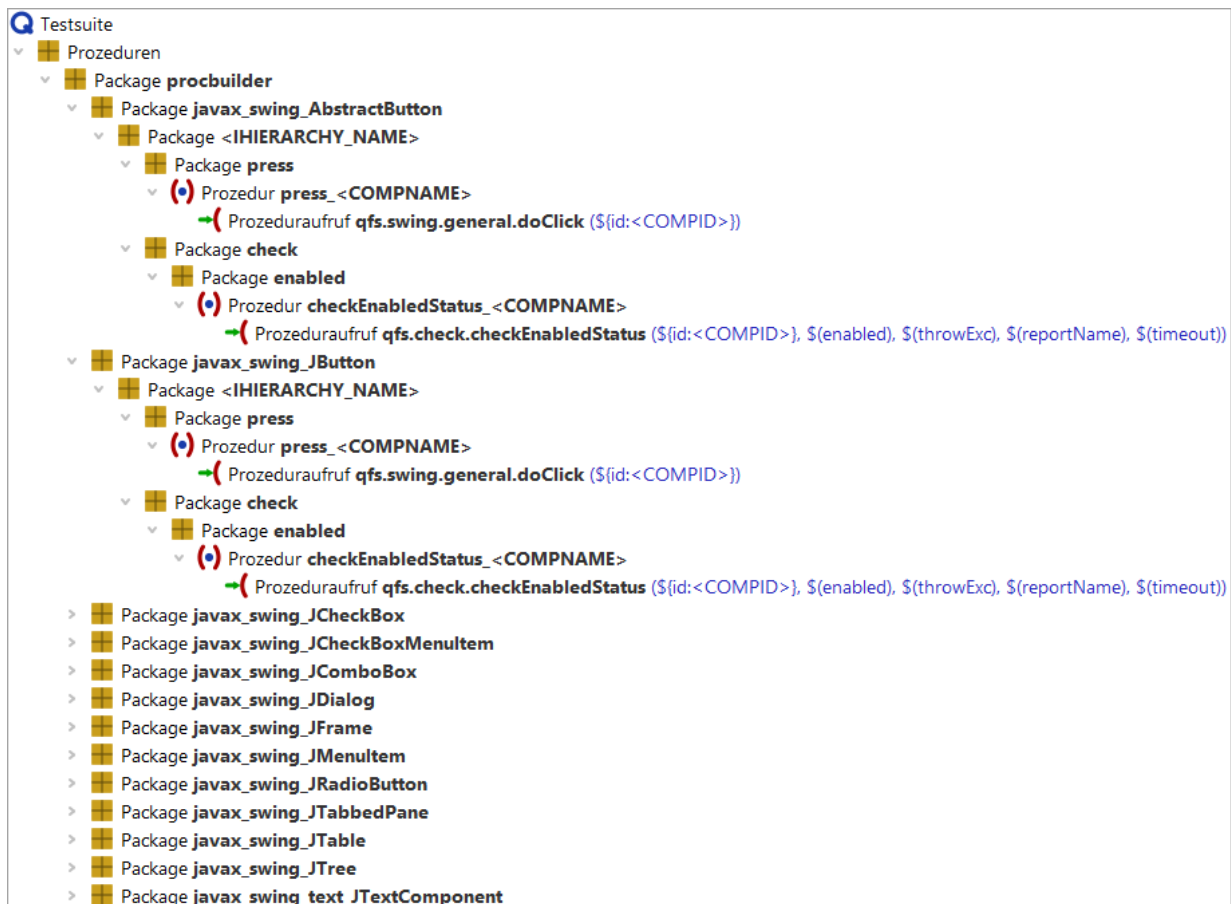 Testsuite
Prozeduren
Package procbuilder
Package javax_swing_AbstractButton
Package <IHIERARCHY_NAME>
Package press
Prozedur press_<COMPNAME>
Prozeduraufruf qfs.swing.general.doClick (${id:<COMPID>})
Package check
Package enabled
Prozedur checkEnabledStatus_<COMPNAME>
Prozeduraufruf qfs.check.checkEnabledStatus (${id:<COMPID>}, $(enabled), $(throwExc), $(reportName), $(timeout))
Package javax_swing_JButton
Package <IHIERARCHY_NAME>
Package press
Prozedur press_<COMPNAME>
Prozeduraufruf qfs.swing.general.doClick (${id:<COMPID>})
Package check
Package enabled
Prozedur checkEnabledStatus_<COMPNAME>
Prozeduraufruf qfs.check.checkEnabledStatus (${id:<COMPID>}, $(enabled), $(throwExc), $(reportName), $(timeout))
Package javax_swing_JCheckBox
Package javax_swing_JCheckBoxMenuItem
Package javax_swing_JComboBox
Package javax_swing_JDialog
Package javax_swing_JFrame
Package javax_swing_JMenuItem
Package javax_swing_JRadioButton
Package javax_swing_JTabbedPane
Package javax_swing_JTable
Package javax_swing_JTree
Package javax_swing_text_JTextComponent